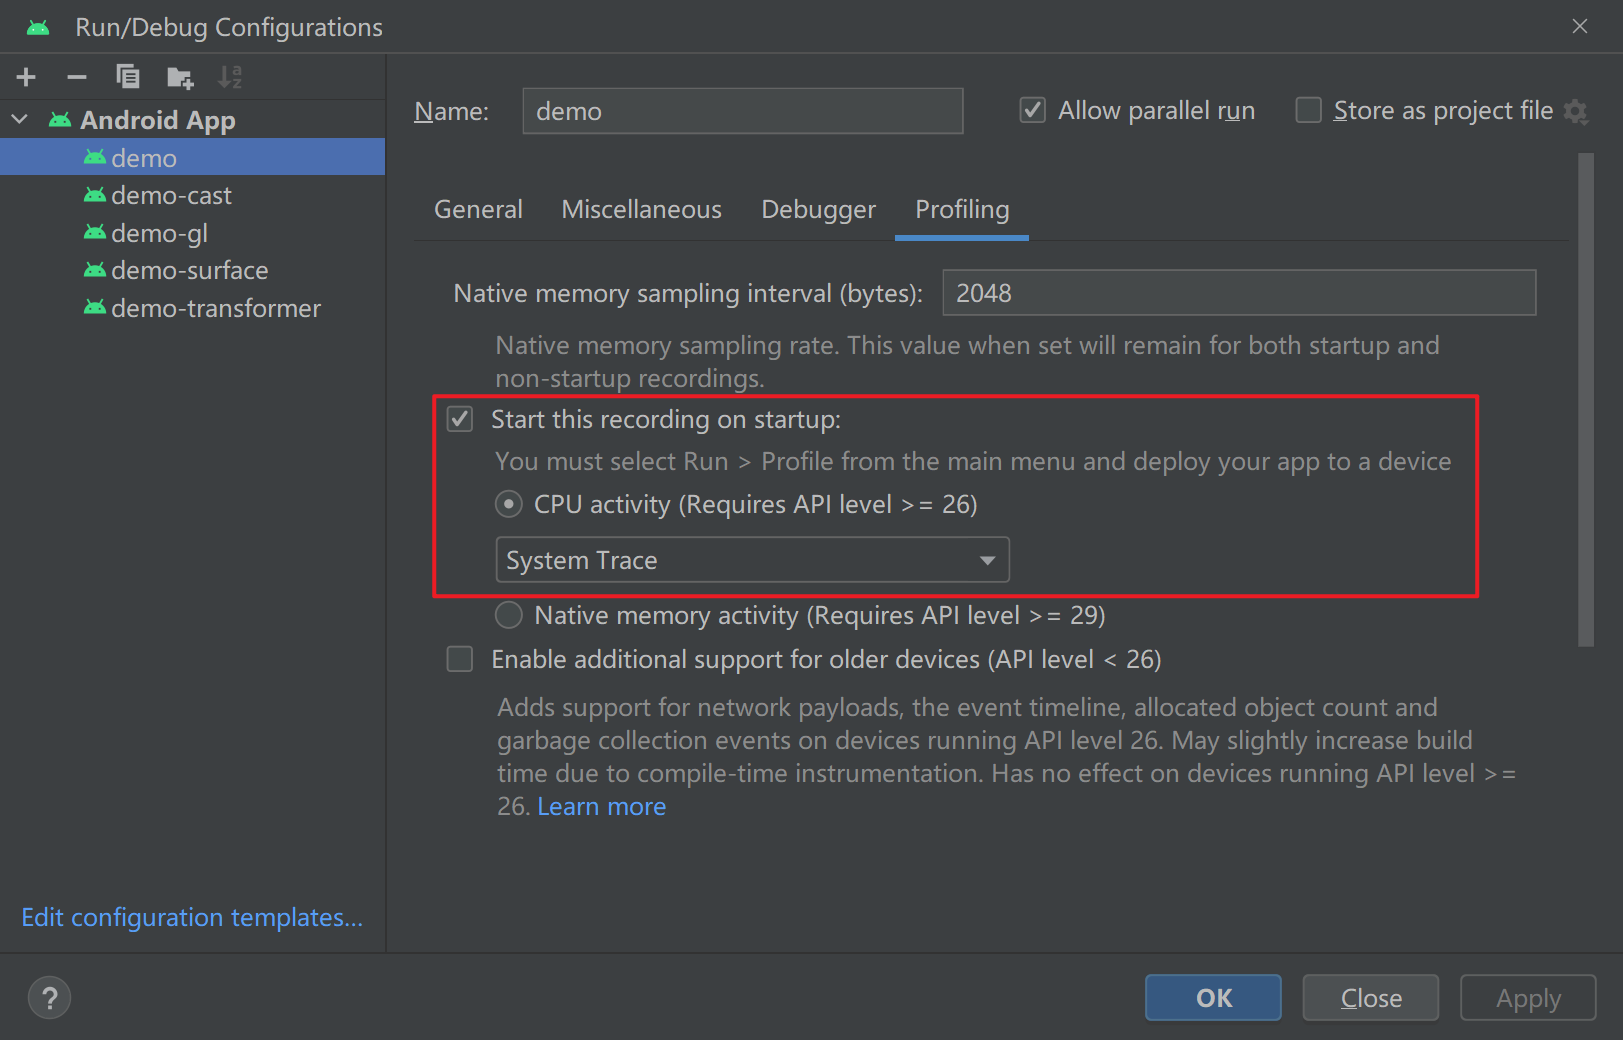 Run/Debug Configurations
Android App
demo
demo-cast
demo-gl
demo-surface
demo-transformer
Edit configuration templates...
Name: demo
Allow parallel run
Store as project file
General Miscellaneous Debugger Profiling
Native memory sampling interval (bytes): 2048
Native memory sampling rate. This value when set will remain for both startup and
non-startup recordings.
Start this recording on startup:
You must select Run > Profile from the main menu and deploy your app to a device
CPU activity (Requires API level >= 26)
System Trace
Native memory activity (Requires API level >= 29)
Enable additional support for older devices (API level < 26)
Adds support for network payloads, the event timeline, allocated object count and
garbage collection events on devices running API level 26. May slightly increase build
time due to compile-time instrumentation. Has no effect on devices running API level >=
26. Learn more
?
OK Close Apply